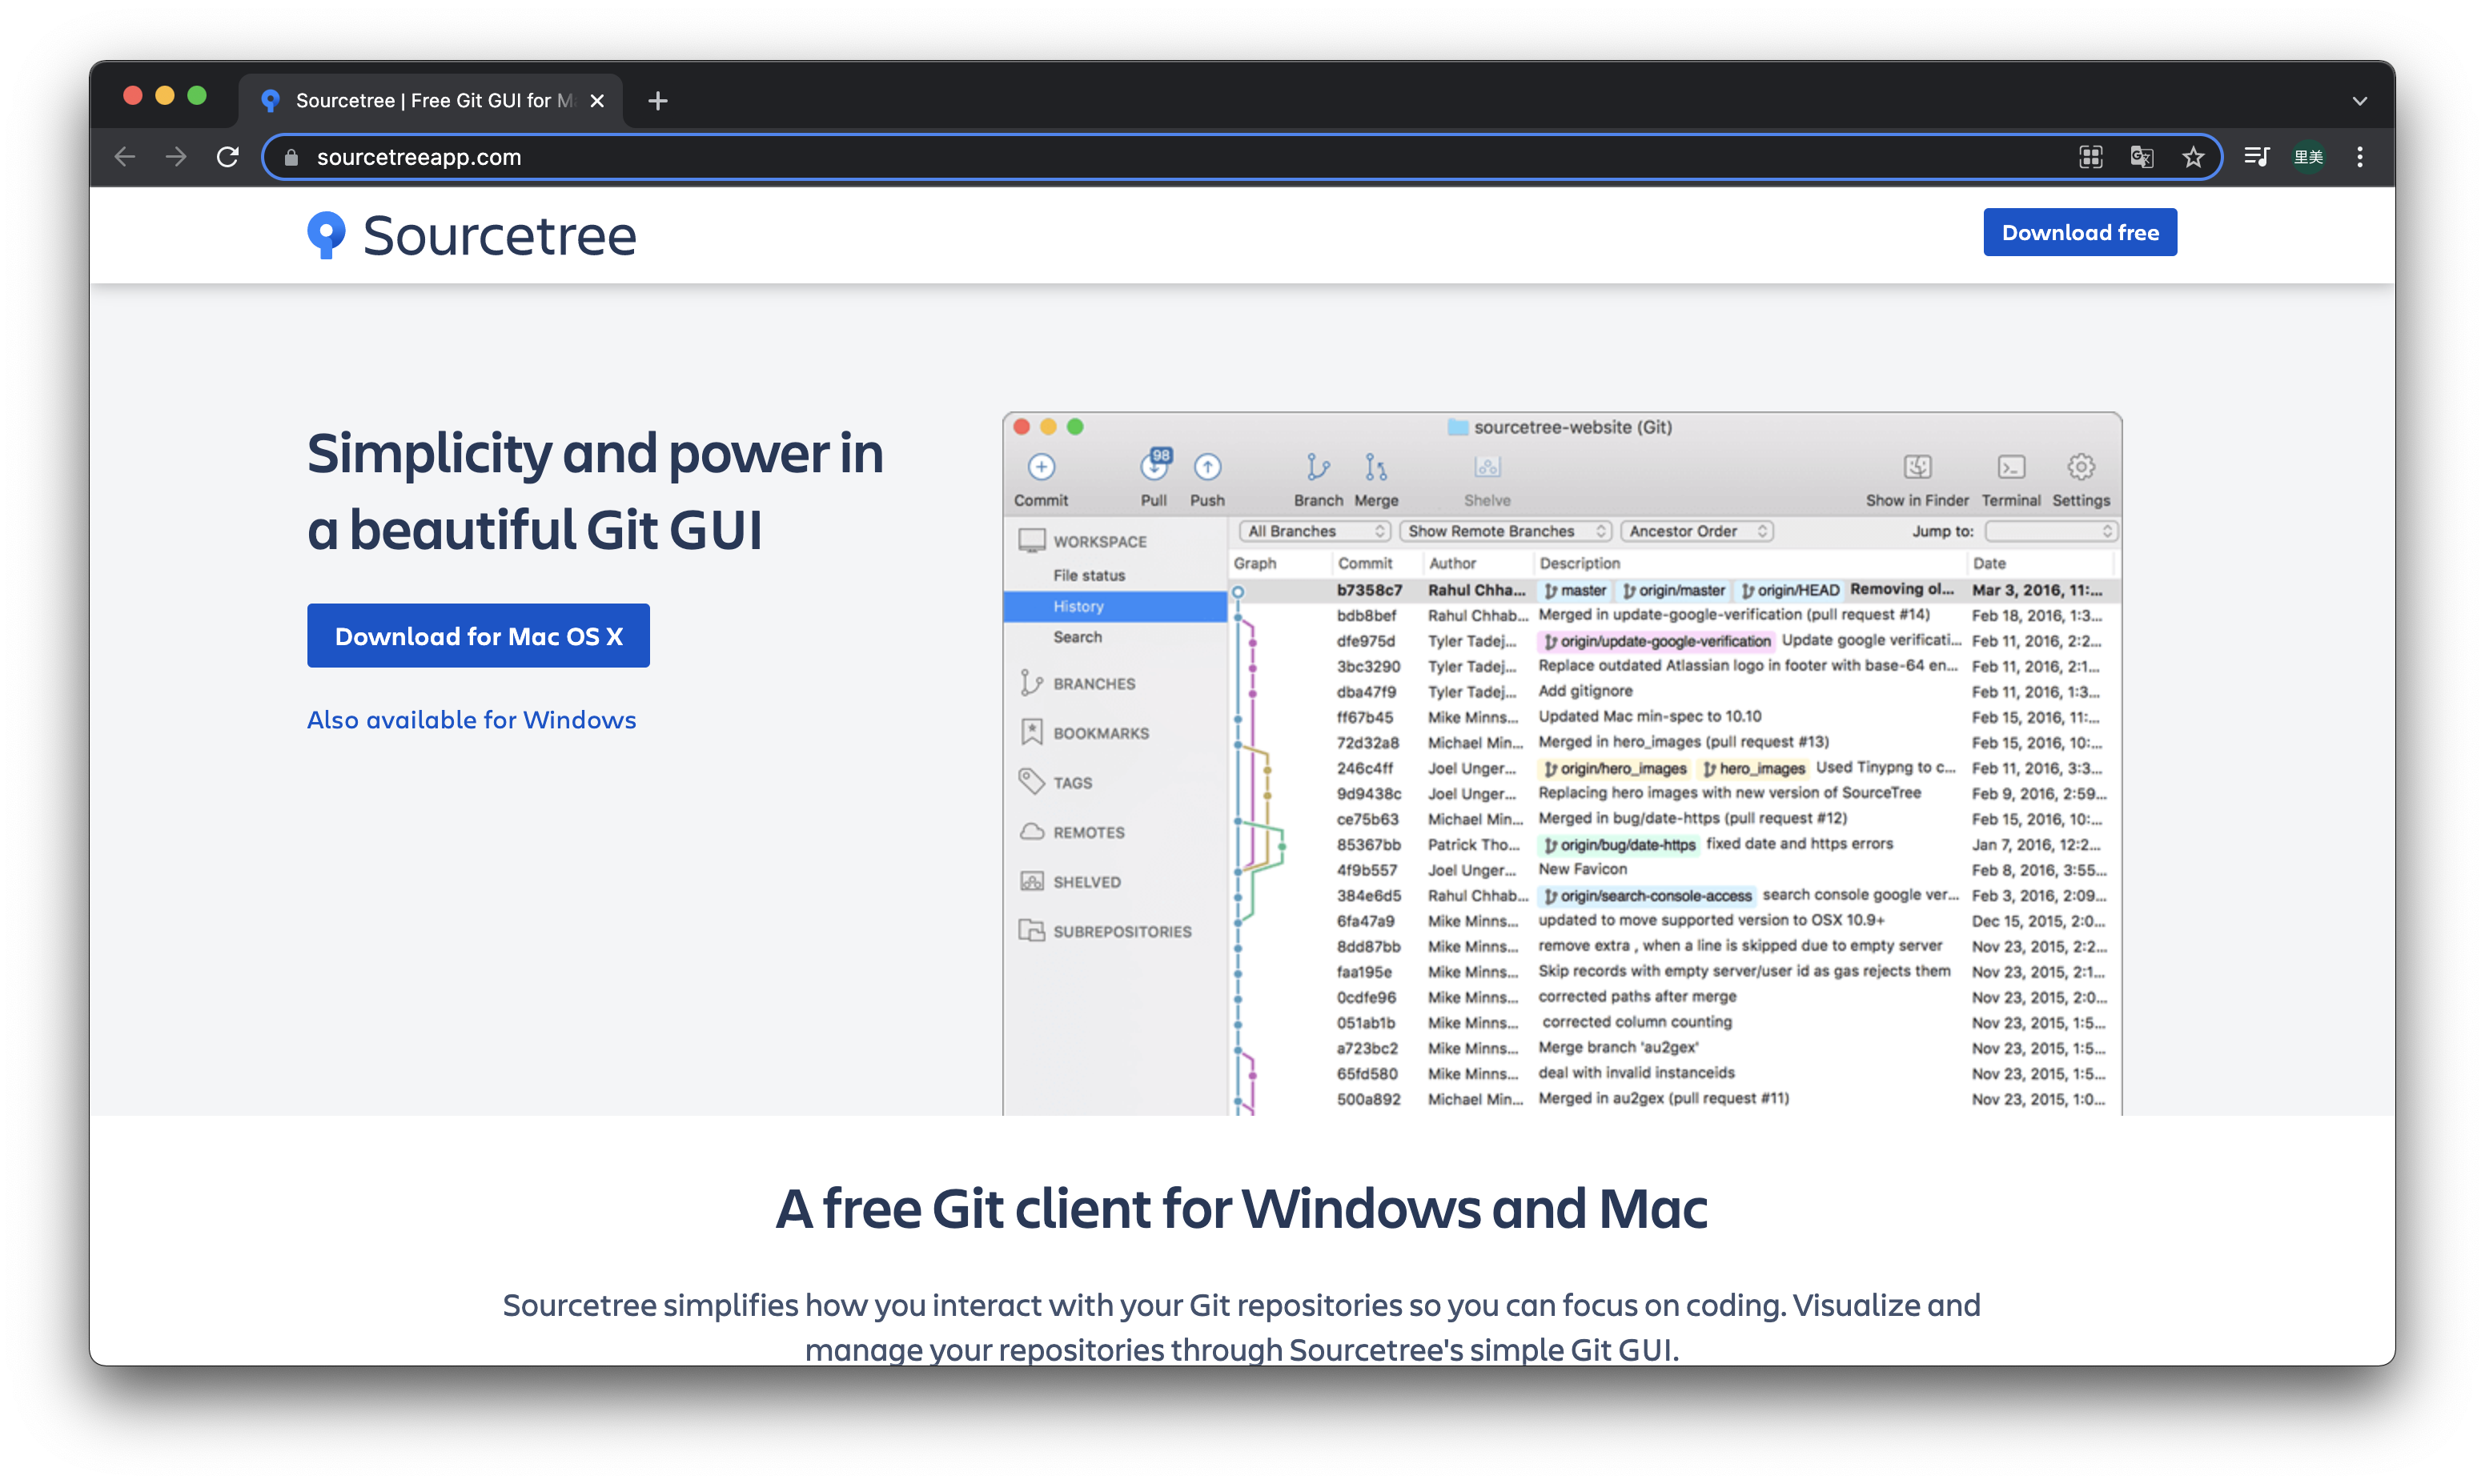 Sourcetree | Free Git GUI for M
sourcetreeapp.com
里美
Sourcetree
Download free
Simplicity and power in
a beautiful Git GUI
Download for Mac OS X
Also available for Windows
sourcetree-website (Git)
98
Commit Pull Push Branch Merge Shelve Show in Finder Terminal Settings
WORKSPACE
File status
History
Search
BRANCHES
BOOKMARKS
TAGS
REMOTES
SHELVED
SUBREPOSITORIES
All Branches Show Remote Branches Ancestor Order Jump to:
Graph Commit Author Description Date
b7358c7 Rahul Chha... master origin/master origin/HEAD Removing ol... Mar 3, 2016, 11:...
bdb8bef Rahul Chhab... Merged in update-google-verification (pull request #14) Feb 18, 2016, 1:3...
dfe975d Tyler Tadej... origin/update-google-verification Update google verificati... Feb 11, 2016, 2:2...
3bc3290 Tyler Tadej... Replace outdated Atlassian logo in footer with base-64 en... Feb 11, 2016, 2:1...
dba47f9 Tyler Tadej... Add gitignore Feb 11, 2016, 1:3...
ff67b45 Mike Minns... Updated Mac min-spec to 10.10 Feb 15, 2016, 11:...
72d32a8 Michael Min... Merged in hero_images (pull request #13) Feb 15, 2016, 10:...
246c4ff Joel Unger... origin/hero_images hero_images Used Tinypng to c... Feb 11, 2016, 3:3...
9d9438c Joel Unger... Replacing hero images with new version of SourceTree Feb 9, 2016, 2:59...
ce75b63 Michael Min... Merged in bug/date-https (pull request #12) Feb 15, 2016, 10:...
85367bb Patrick Tho... origin/bug/date-https fixed date and https errors Jan 7, 2016, 12:2...
4f9b557 Joel Unger... New Favicon Feb 8, 2016, 3:55...
384e6d5 Rahul Chhab... origin/search-console-access search console google ver... Feb 3, 2016, 2:09...
6fa47a9 Mike Minns... updated to move supported version to OSX 10.9+ Dec 15, 2015, 2:0...
8dd87bb Mike Minns... remove extra , when a line is skipped due to empty server Nov 23, 2015, 2:2...
faa195e Mike Minns... Skip records with empty server/user id as gas rejects them Nov 23, 2015, 2:1...
0cdfe96 Mike Minns... corrected paths after merge Nov 23, 2015, 2:0...
051ab1b Mike Minns... corrected column counting Nov 23, 2015, 1:5...
a723bc2 Mike Minns... Merge branch 'au2gex' Nov 23, 2015, 1:5...
65fd580 Mike Minns... deal with invalid instanceids Nov 23, 2015, 1:5...
500a892 Michael Min... Merged in au2gex (pull request #11) Nov 23, 2015, 1:0...
A free Git client for Windows and Mac
Sourcetree simplifies how you interact with your Git repositories so you can focus on coding. Visualize and
manage your repositories through Sourcetree's simple Git GUI.